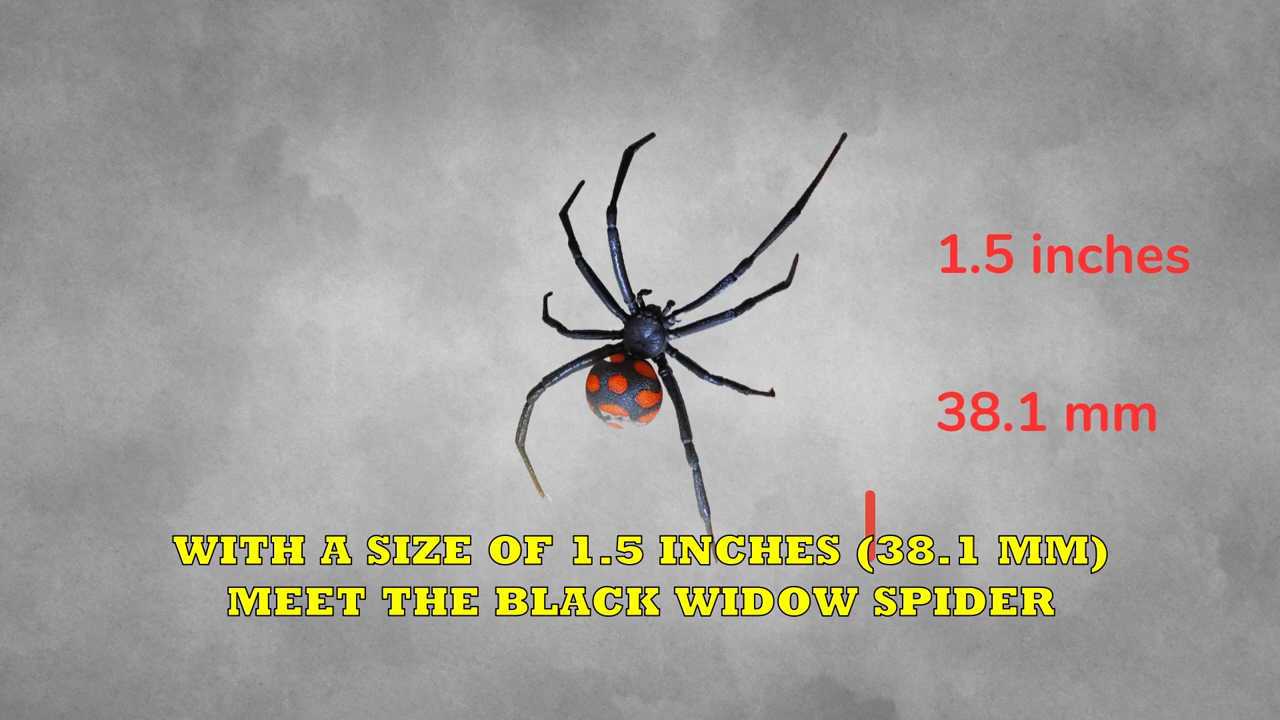 1.5 inches
38.1 mm
WITH A SIZE OF 1.5 INCHES (38.1 MM)
MEET THE BLACK WIDOW SPIDER